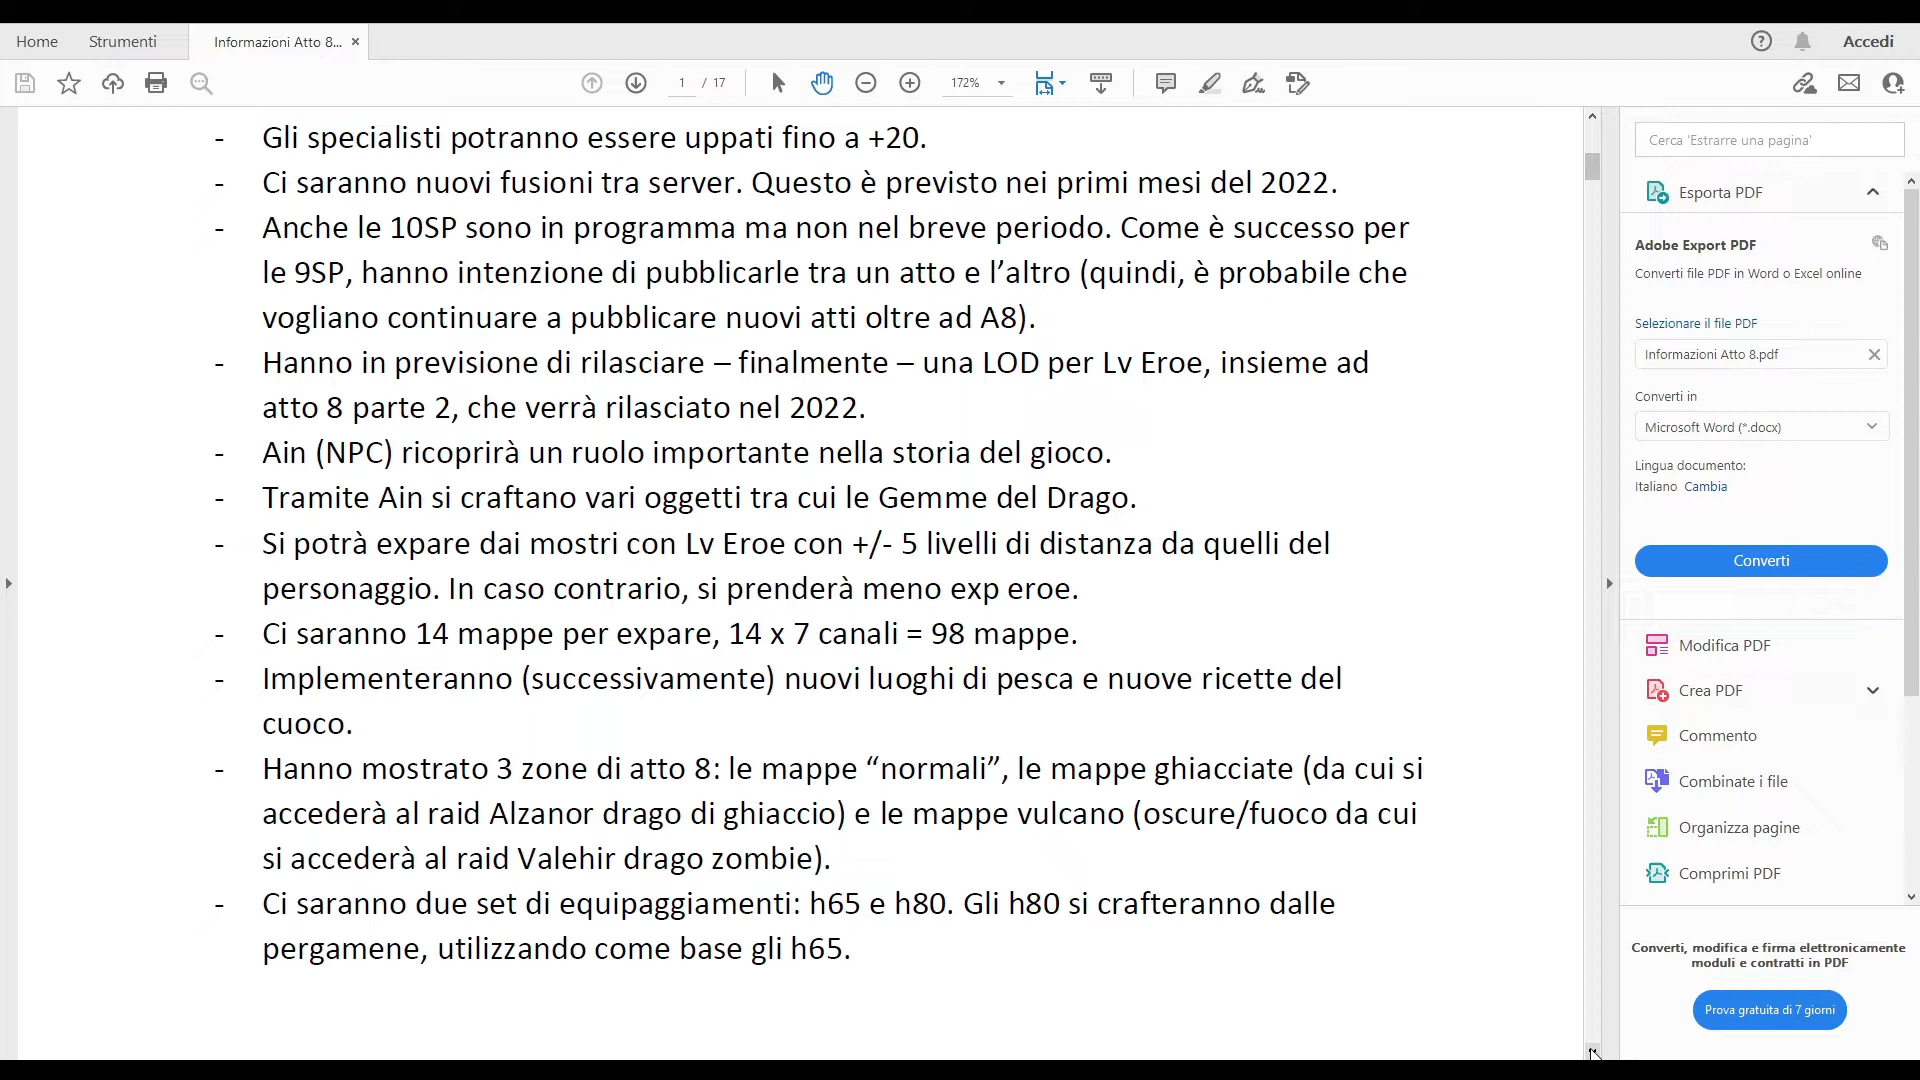 Home
Strumenti
Informazioni Atto 8...
Accedi
1 / 17
172%
- Gli specialisti potranno essere uppati fino a +20.
- Ci saranno nuovi fusioni tra server. Questo è previsto nei primi mesi del 2022.
- Anche le 10SP sono in programma ma non nel breve periodo. Come è successo per
le 9SP, hanno intenzione di pubblicarle tra un atto e l’altro (quindi, è probabile che
vogliano continuare a pubblicare nuovi atti oltre ad A8).
- Hanno in previsione di rilasciare – finalmente – una LOD per Lv Eroe, insieme ad
atto 8 parte 2, che verrà rilasciato nel 2022.
- Ain (NPC) ricoprirà un ruolo importante nella storia del gioco.
- Tramite Ain si craftano vari oggetti tra cui le Gemme del Drago.
- Si potrà expare dai mostri con Lv Eroe con +/- 5 livelli di distanza da quelli del
personaggio. In caso contrario, si prenderà meno exp eroe.
- Ci saranno 14 mappe per expare, 14 x 7 canali = 98 mappe.
- Implementeranno (successivamente) nuovi luoghi di pesca e nuove ricette del
cuoco.
- Hanno mostrato 3 zone di atto 8: le mappe “normali”, le mappe ghiacciate (da cui si
accederà al raid Alzanor drago di ghiaccio) e le mappe vulcano (oscure/fuoco da cui
si accederà al raid Valehir drago zombie).
- Ci saranno due set di equipaggiamenti: h65 e h80. Gli h80 si crafteranno dalle
pergamene, utilizzando come base gli h65.
Cerca 'Estrarre una pagina'
Esporta PDF
Adobe Export PDF
Converti file PDF in Word o Excel online
Selezionare il file PDF
Informazioni Atto 8.pdf
Converti in
Microsoft Word (*.docx)
Lingua documento:
Italiano Cambia
Converti
Modifica PDF
Crea PDF
Commento
Combinate i file
Organizza pagine
Comprimi PDF
Converti, modifica e firma elettronicamente
moduli e contratti in PDF
Prova gratuita di 7 giorni